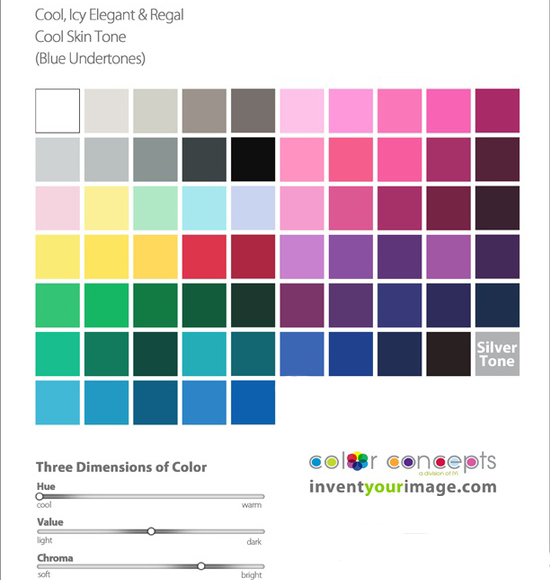 Cool, Icy Elegant & Regal
Cool Skin Tone
(Blue Undertones)
Silver
Tone
Three Dimensions of Color
Hue
cool warm
Value
light dark
Chroma
soft bright
color concepts
a division of IYI
inventyourimage.com